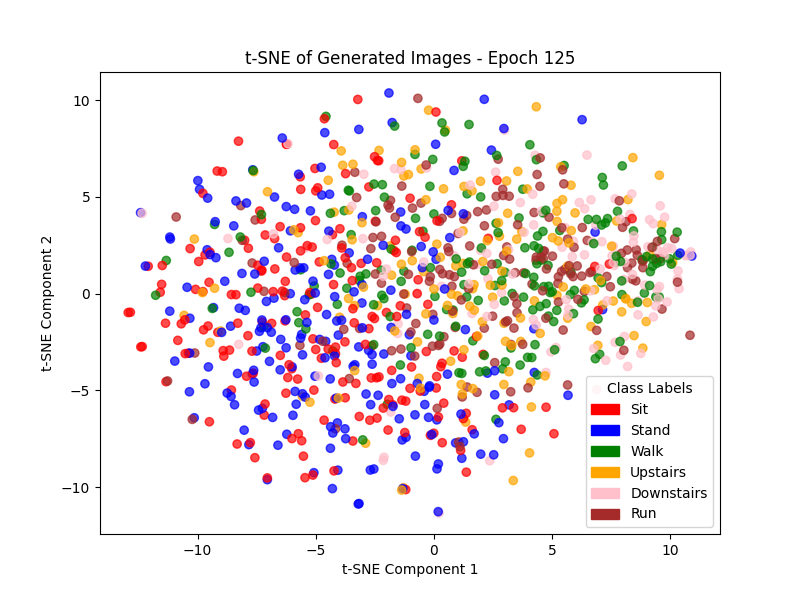 t-SNE of Generated Images - Epoch 125
10
5
0
−5
−10
t-SNE Component 2
−10
−5
0
5
10
t-SNE Component 1
Class Labels
Sit
Stand
Walk
Upstairs
Downstairs
Run